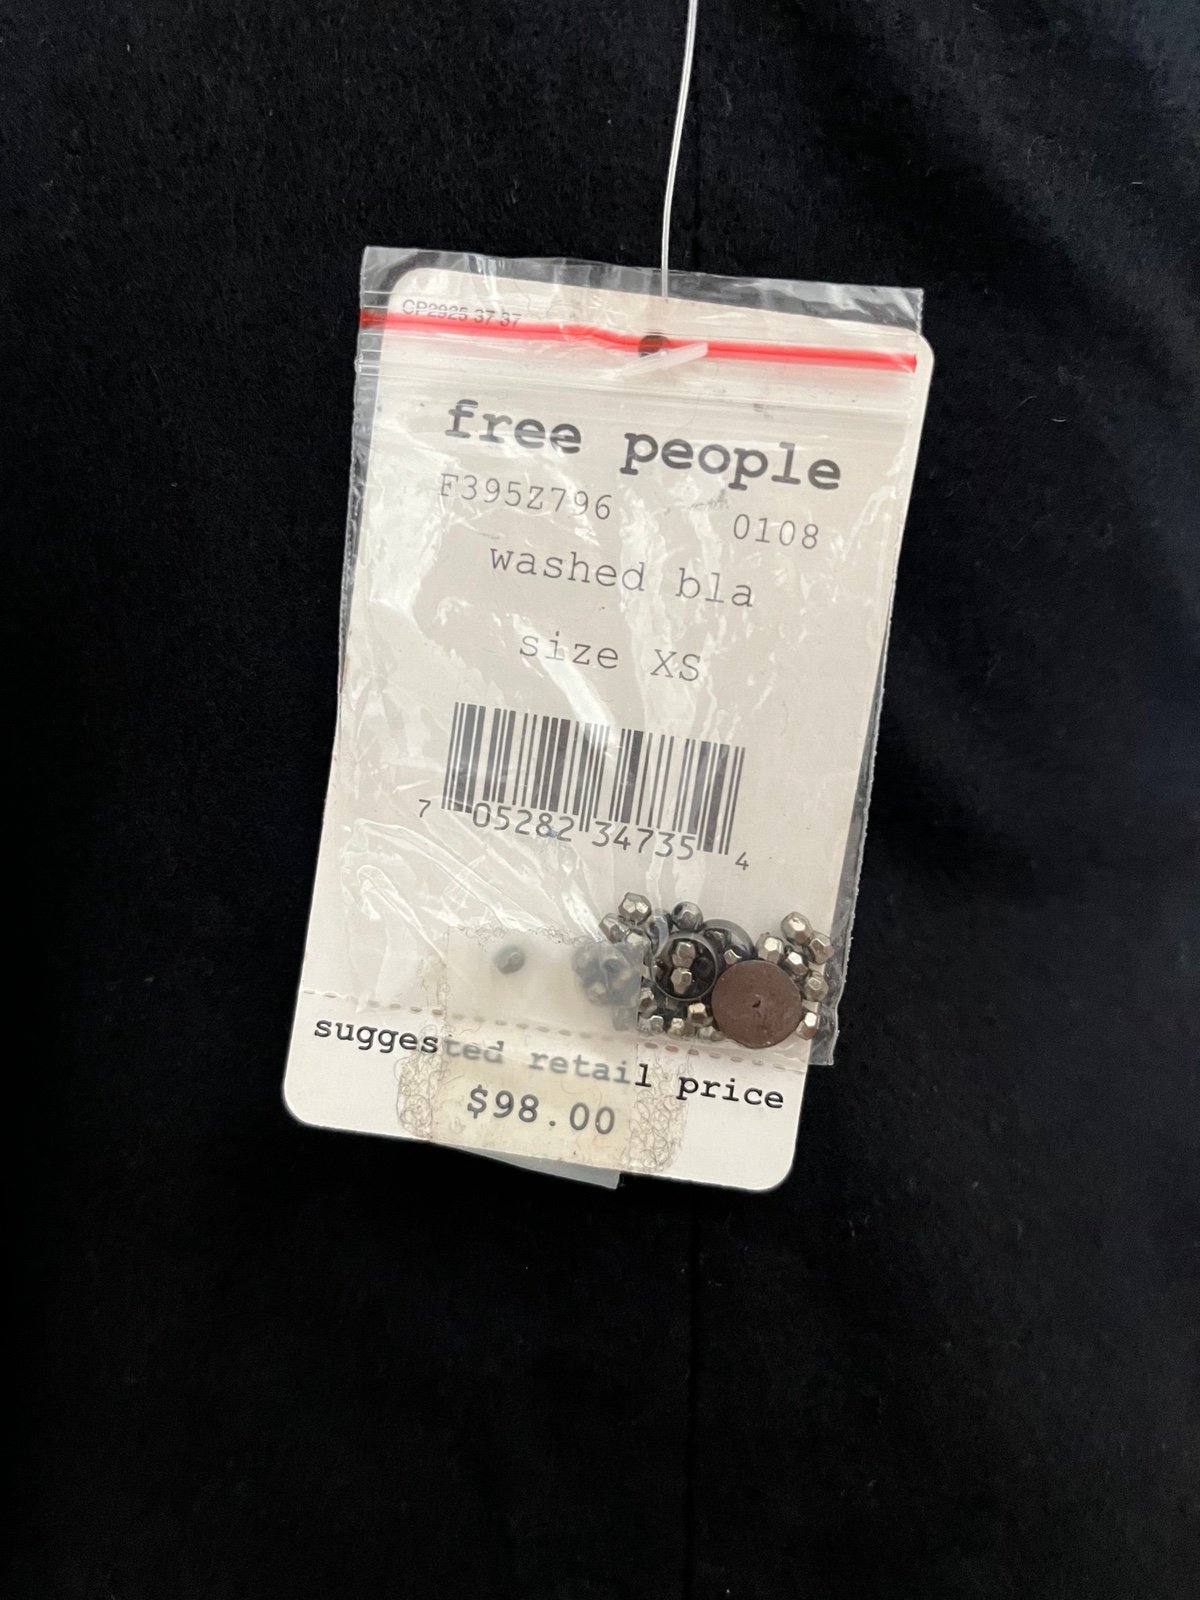 CP2925 37 37
free people
F395Z796 0108
washed bla
size XS
7 05282 34735 4
suggested retail price
$98.00